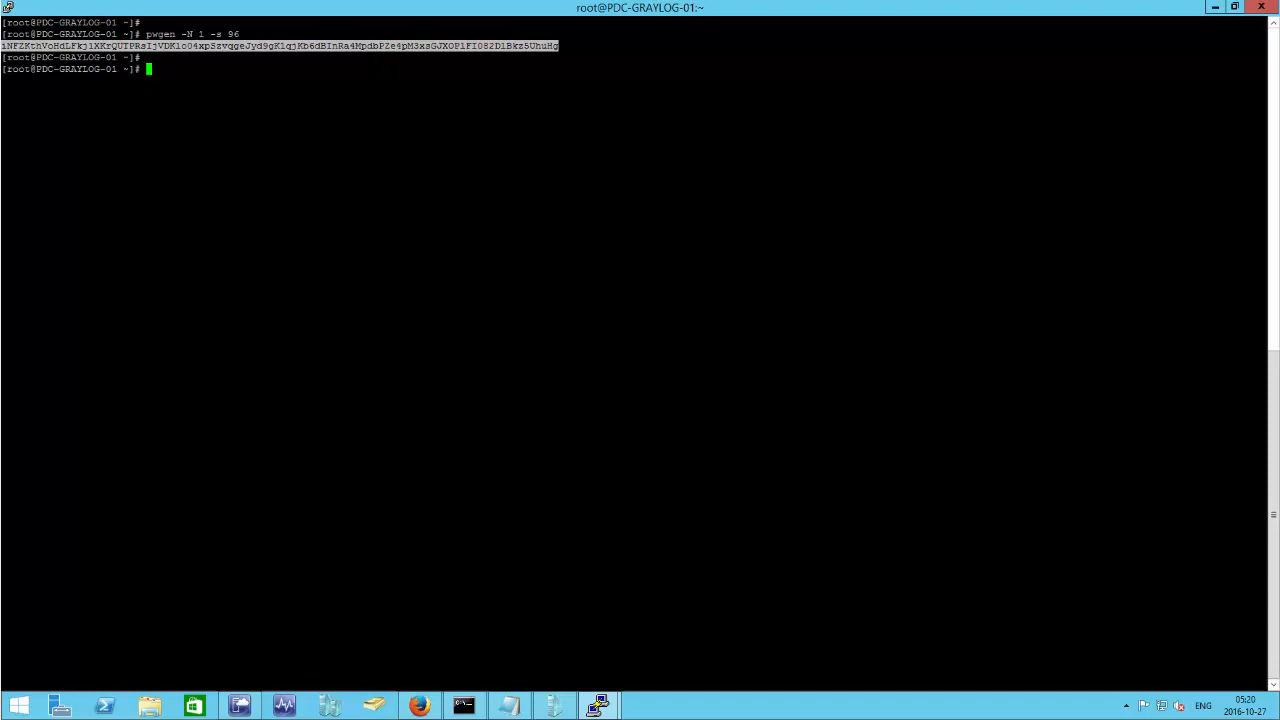 root@PDC-GRAYLOG-01:~
[root@PDC-GRAYLOG-01 ~]#
[root@PDC-GRAYLOG-01 ~]# pwgen -N 1 -s 96
[root@PDC-GRAYLOG-01 ~]#
[root@PDC-GRAYLOG-01 ~]#
ENG
05:20
2016-10-27